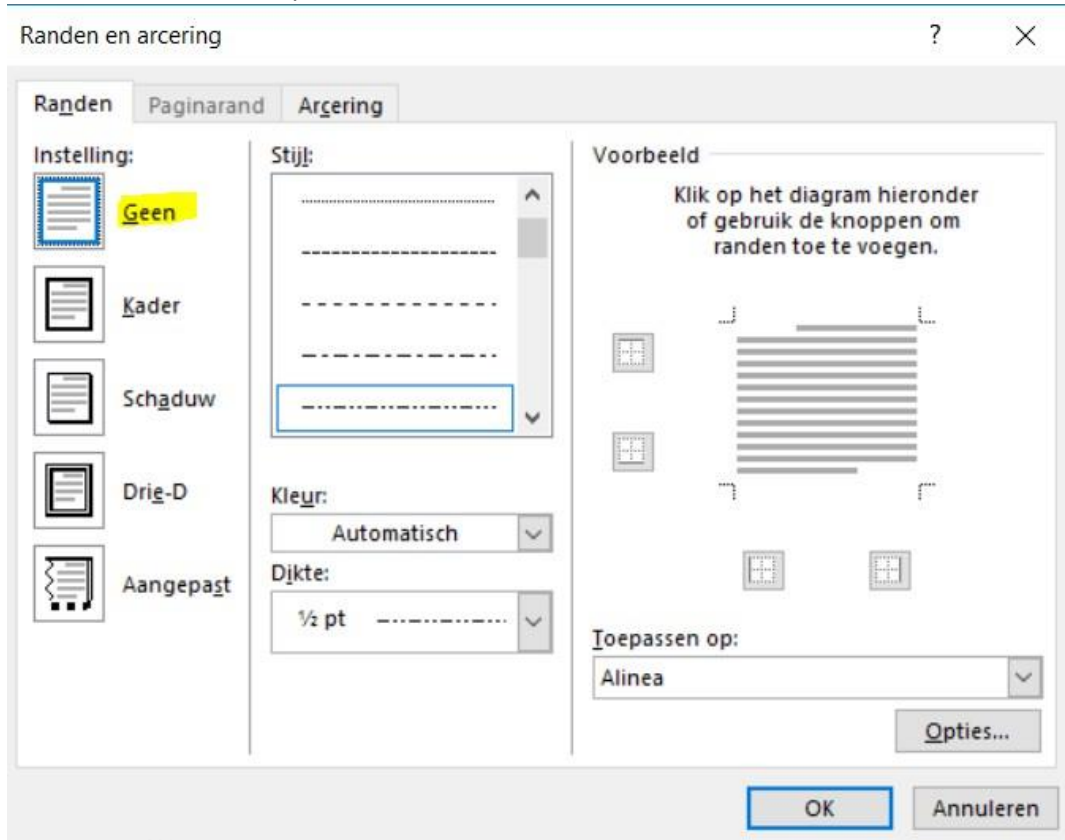 Randen en arcering
?
Randen
Paginarand
Arcering
Instelling:
Geen
Kader
Schaduw
Drie-D
Aangepast
Stijl:
Kleur:
Automatisch
Dikte:
½ pt
Voorbeeld
Klik op het diagram hieronder
of gebruik de knoppen om
randen toe te voegen.
Toepassen op:
Alinea
Opties...
OK
Annuleren